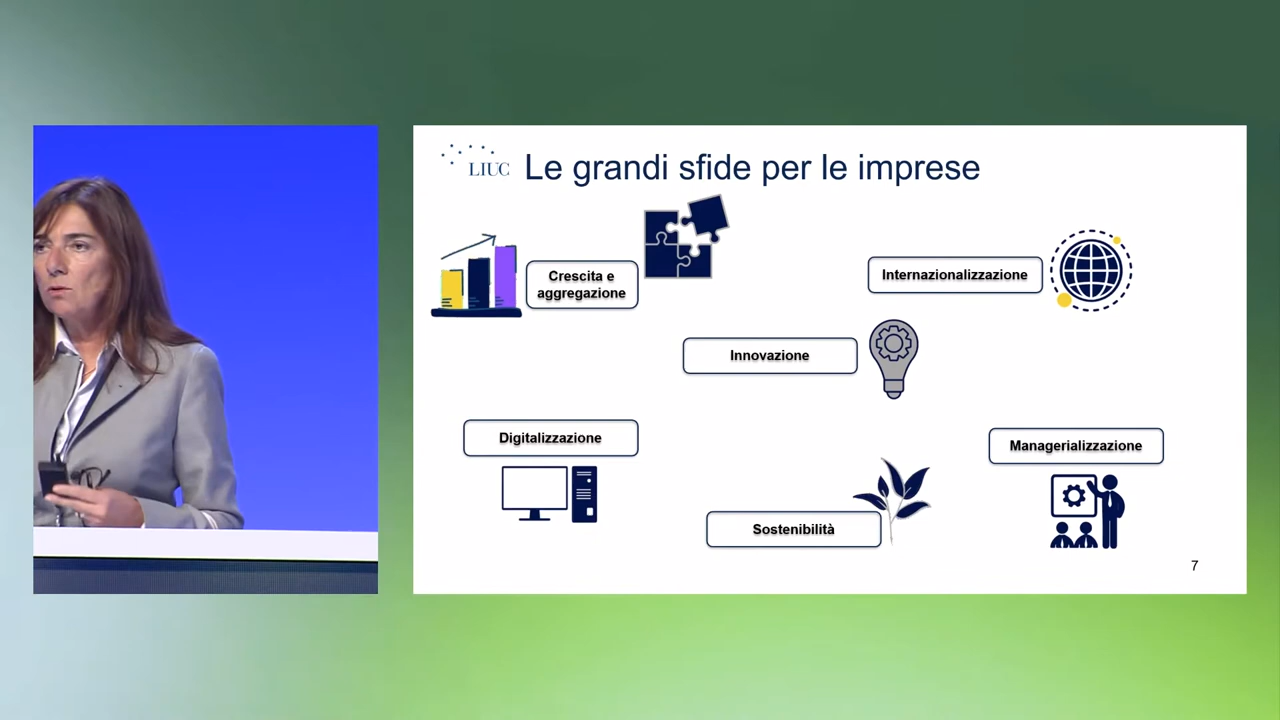 LIUC
Le grandi sfide per le imprese
Crescita e
aggregazione
Internazionalizzazione
Innovazione
Digitalizzazione
Managerializzazione
Sostenibilità
7